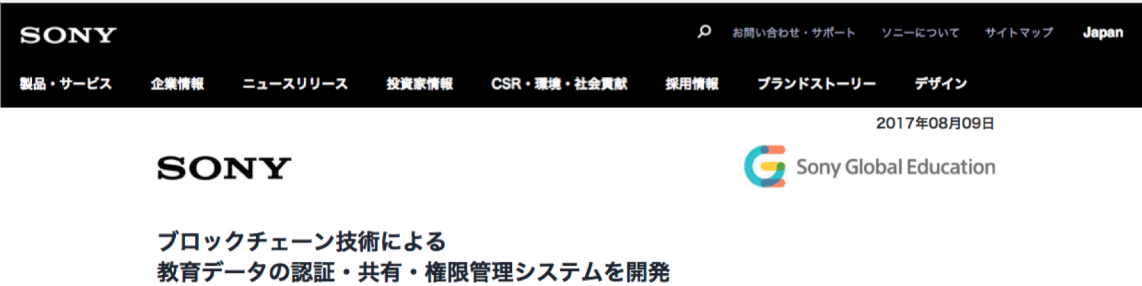 SONY
お問い合わせ・サポート ソニーについて サイトマップ Japan
製品・サービス 企業情報 ニュースリリース 投資家情報 CSR・環境・社会貢献 採用情報 ブランドストーリー デザイン
2017年08月09日
SONY
Sony Global Education
ブロックチェーン技術による
教育データの認証・共有・権限管理システムを開発